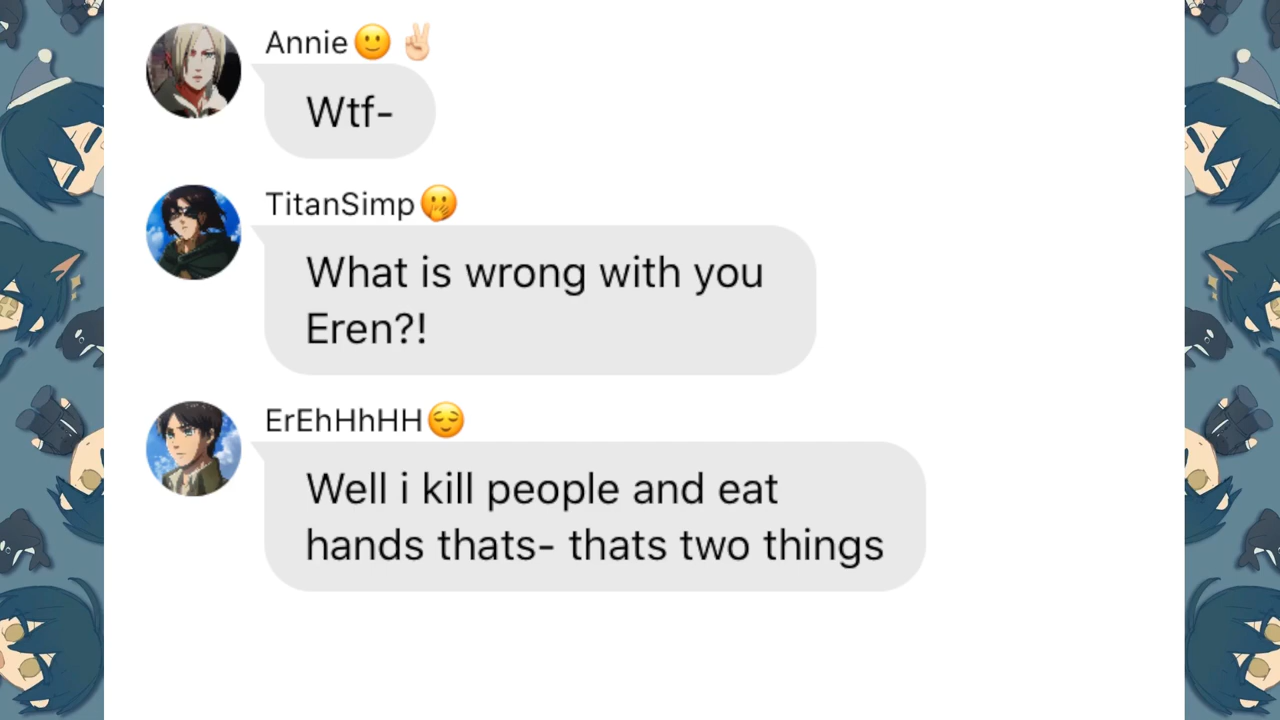 Annie🙂✌🏻
Wtf-
TitanSimp🫢
What is wrong with you
Eren?!
ErEhHhHH😌
Well i kill people and eat
hands thats- thats two things